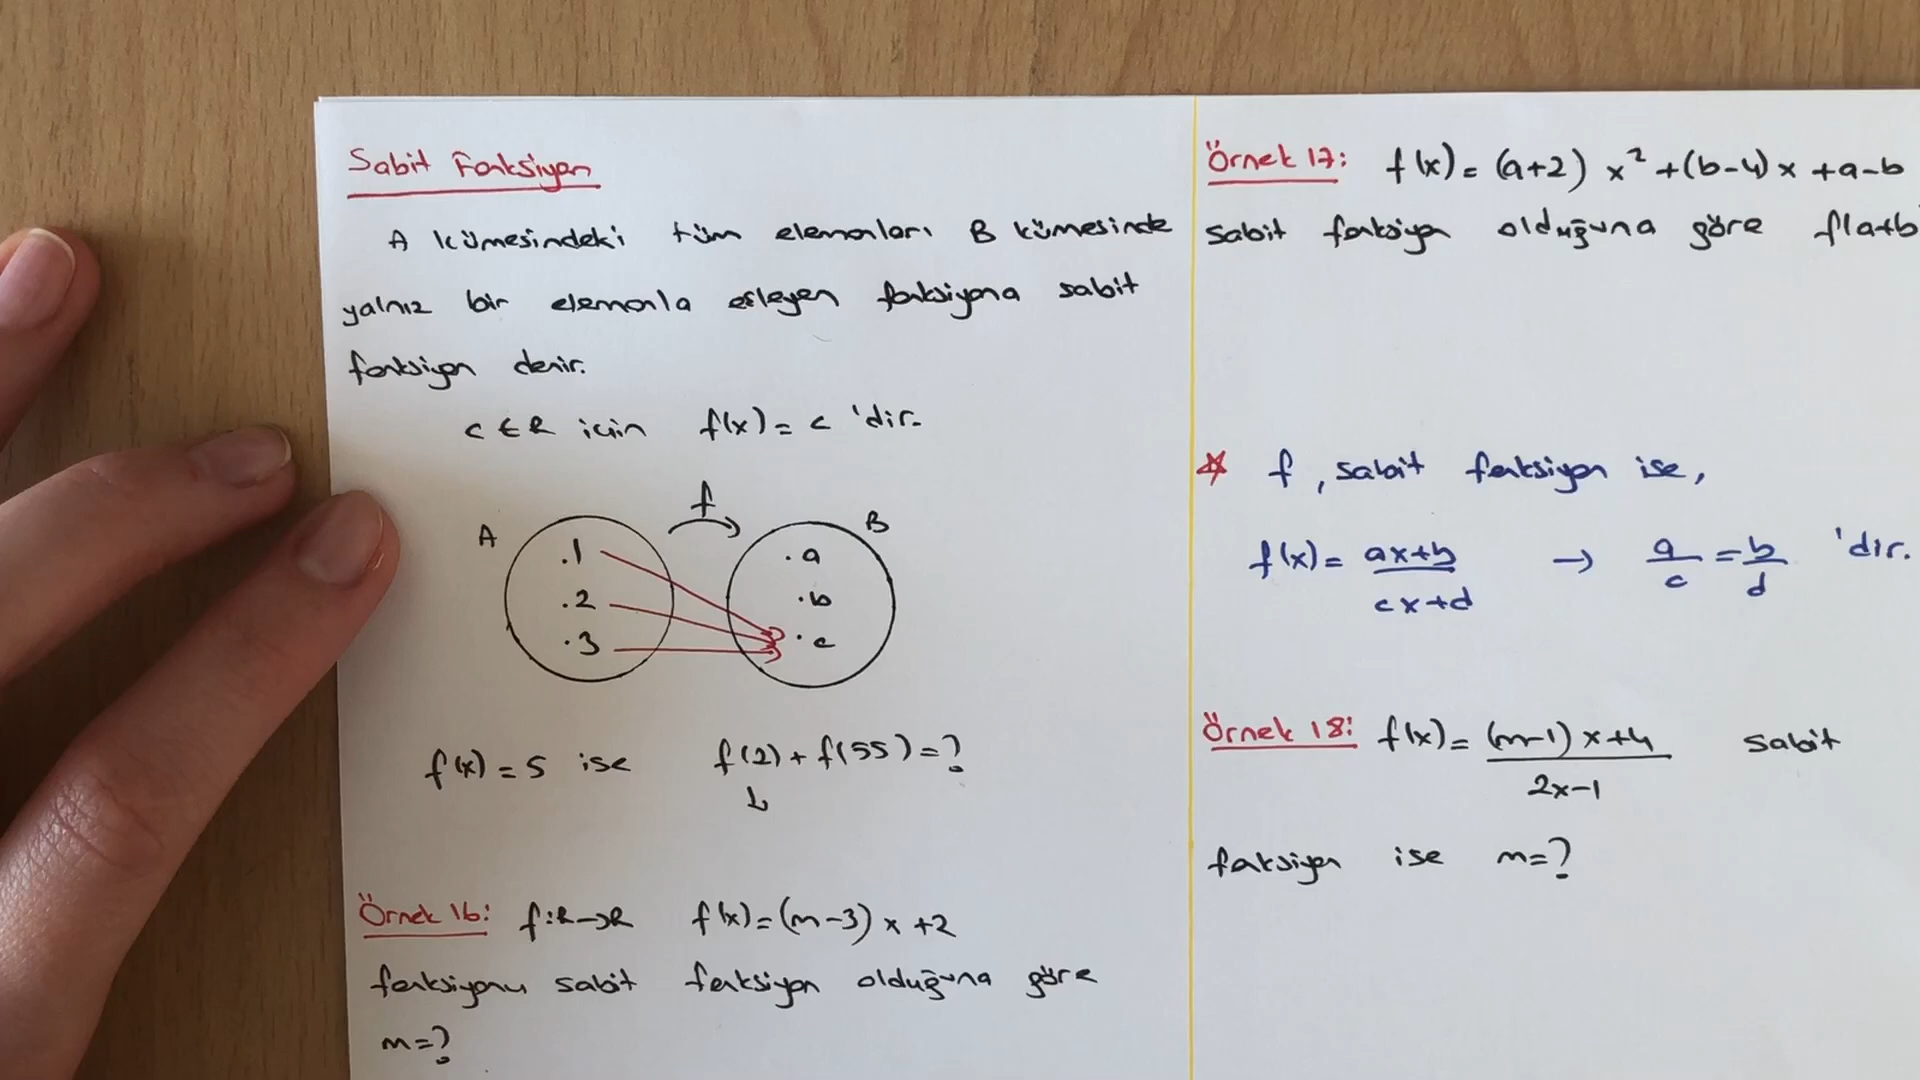 Sabit Fonksiyon
A kümesindeki tüm elemanları B kümesinde
yalnız bir elemanla eşleyen fonksiyona sabit
fonksiyon denir.
c ∈ R için f(x) = c 'dir.
f
A B
.1 .a
.2 .b
.3 .c
f(x) = 5 ise f(2) + f(55) = ?
Örnek 16: f:R→R f(x) = (m-3) x +2
fonksiyonu sabit fonksiyon olduğuna göre
m=?
Örnek 17: f(x) = (a+2) x² + (b-4) x + a-b
sabit fonksiyon olduğuna göre f(a+b
☆ f, sabit fonksiyon ise,
f(x) = ax+b / cx+d → a/c = b/d 'dir.
Örnek 18: f(x) = (m-1) x+4 / 2x-1 sabit
fonksiyon ise m=?